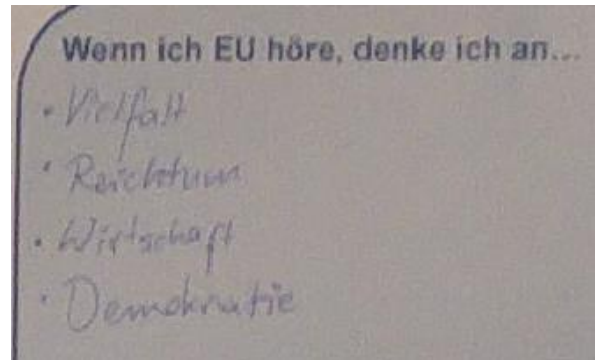 Wenn ich EU höre, denke ich an...
· Vielfalt
· Reichtum
· Wirtschaft
· Demokratie